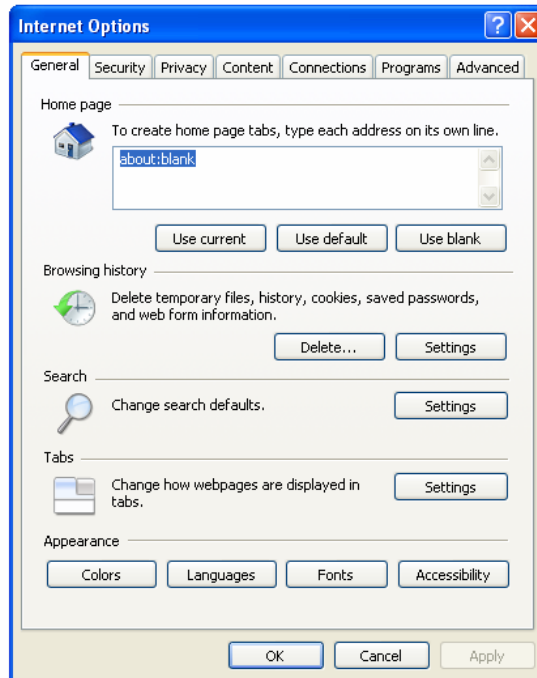 Internet Options
General Security Privacy Content Connections Programs Advanced
Home page
To create home page tabs, type each address on its own line.
about:blank
Use current Use default Use blank
Browsing history
Delete temporary files, history, cookies, saved passwords,
and web form information.
Delete... Settings
Search
Change search defaults. Settings
Tabs
Change how webpages are displayed in
tabs.
Settings
Appearance
Colors Languages Fonts Accessibility
OK Cancel Apply